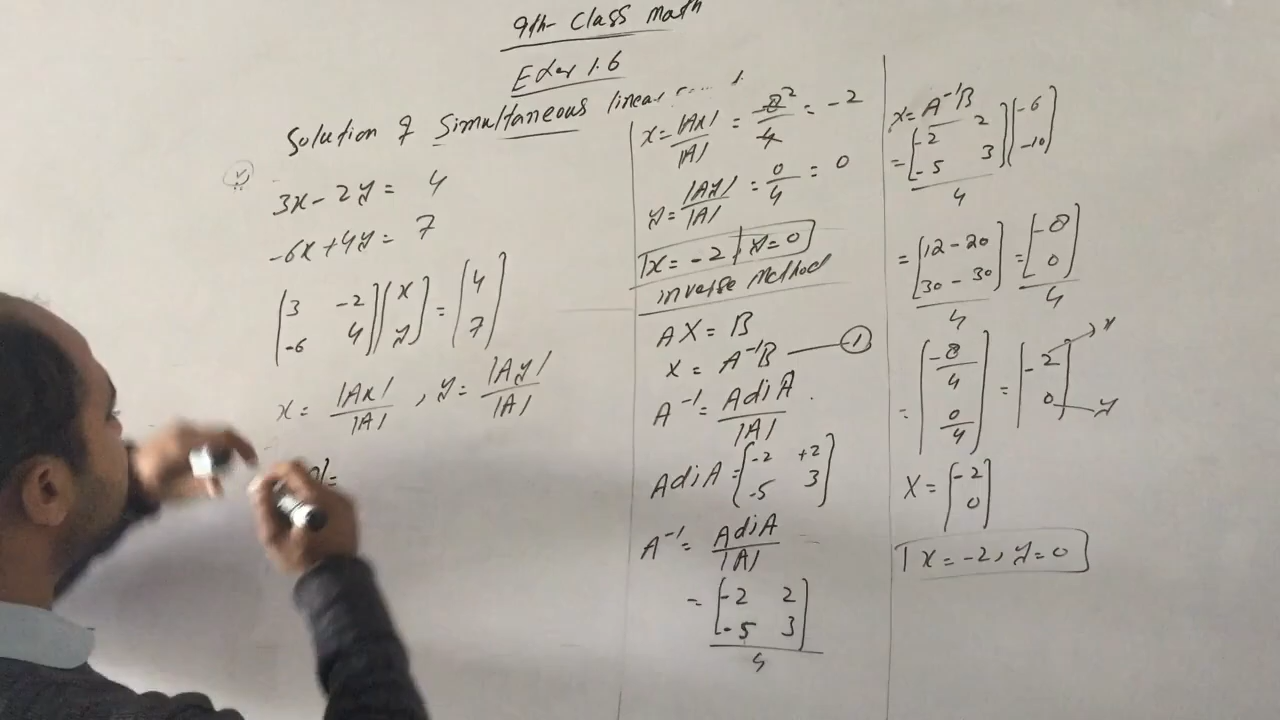 9th Class Math
Exer 1.6
Solution of Simultaneous linear
(v)
3x - 2y = 4
-6x + 4y = 7
[3 -2
-6 4] [x
y] = [4
7]
x = |Ax| / |A| , y = |Ay| / |A|
x = |Ax| / |A| = -8 / 4 2 = -2
y = |Ay| / |A| = 0 / 4 = 0
x = -2 | y = 0
inverse Method
AX = B
X = A⁻¹B — ①
A⁻¹ = AdjA / |A|
AdjA = [-2 +2
-5 3]
A⁻¹ = AdjA / |A|
= [-2 2
-5 3] / 4
X = A⁻¹B
= [-2 2
-5 3] / 4 [-6
-10]
= [12 - 20
30 - 30] / 4 = [-8
0] / 4
= [-8/4
0/4] = [-2
0] x
y
X = [-2
0]
x = -2, y = 0